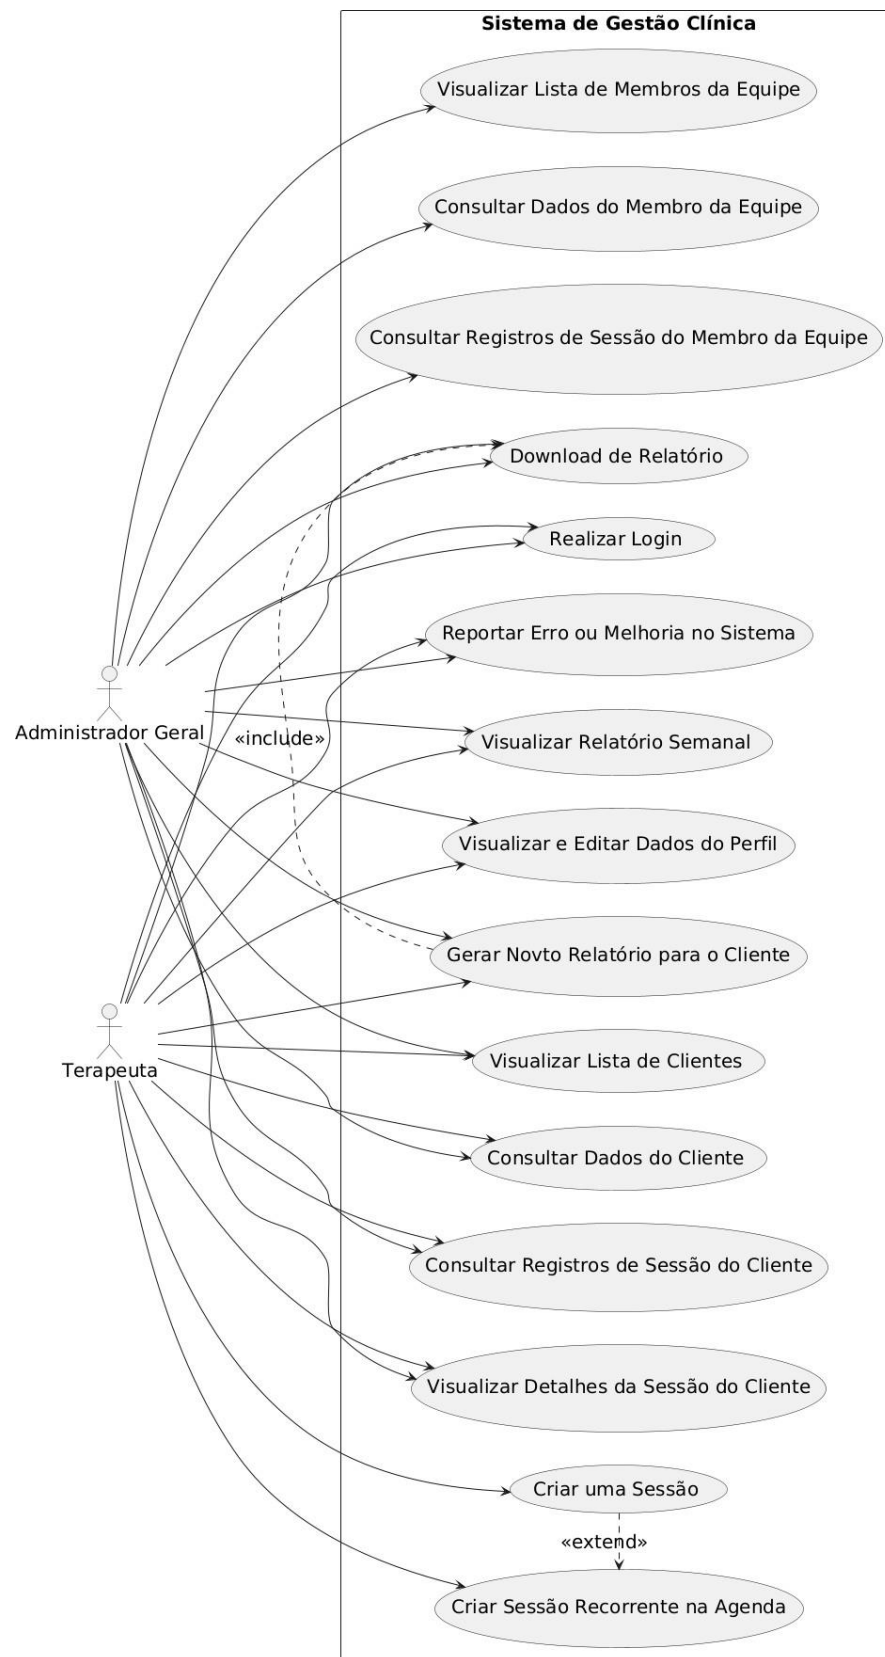 Sistema de Gestão Clínica
Visualizar Lista de Membros da Equipe
Consultar Dados do Membro da Equipe
Consultar Registros de Sessão do Membro da Equipe
Download de Relatório
Realizar Login
Reportar Erro ou Melhoria no Sistema
Administrador Geral
«include»
Visualizar Relatório Semanal
Visualizar e Editar Dados do Perfil
Gerar Novto Relatório para o Cliente
Visualizar Lista de Clientes
Terapeuta
Consultar Dados do Cliente
Consultar Registros de Sessão do Cliente
Visualizar Detalhes da Sessão do Cliente
Criar uma Sessão
«extend»
Criar Sessão Recorrente na Agenda